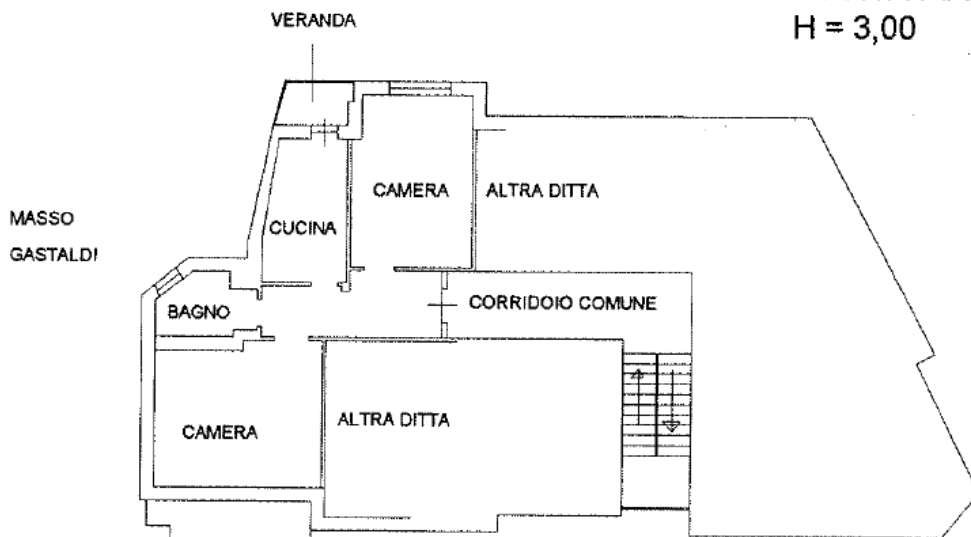 VERANDA
H = 3,00
CAMERA
ALTRA DITTA
MASSO
GASTALDI
CUCINA
BAGNO
CORRIDOIO COMUNE
CAMERA
ALTRA DITTA